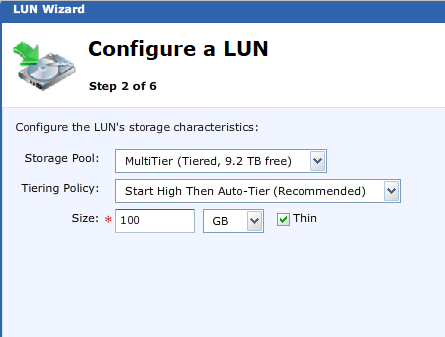 LUN Wizard
Configure a LUN
Step 2 of 6
Configure the LUN's storage characteristics:
Storage Pool: MultiTier (Tiered, 9.2 TB free)
Tiering Policy: Start High Then Auto-Tier (Recommended)
Size: * 100 GB Thin